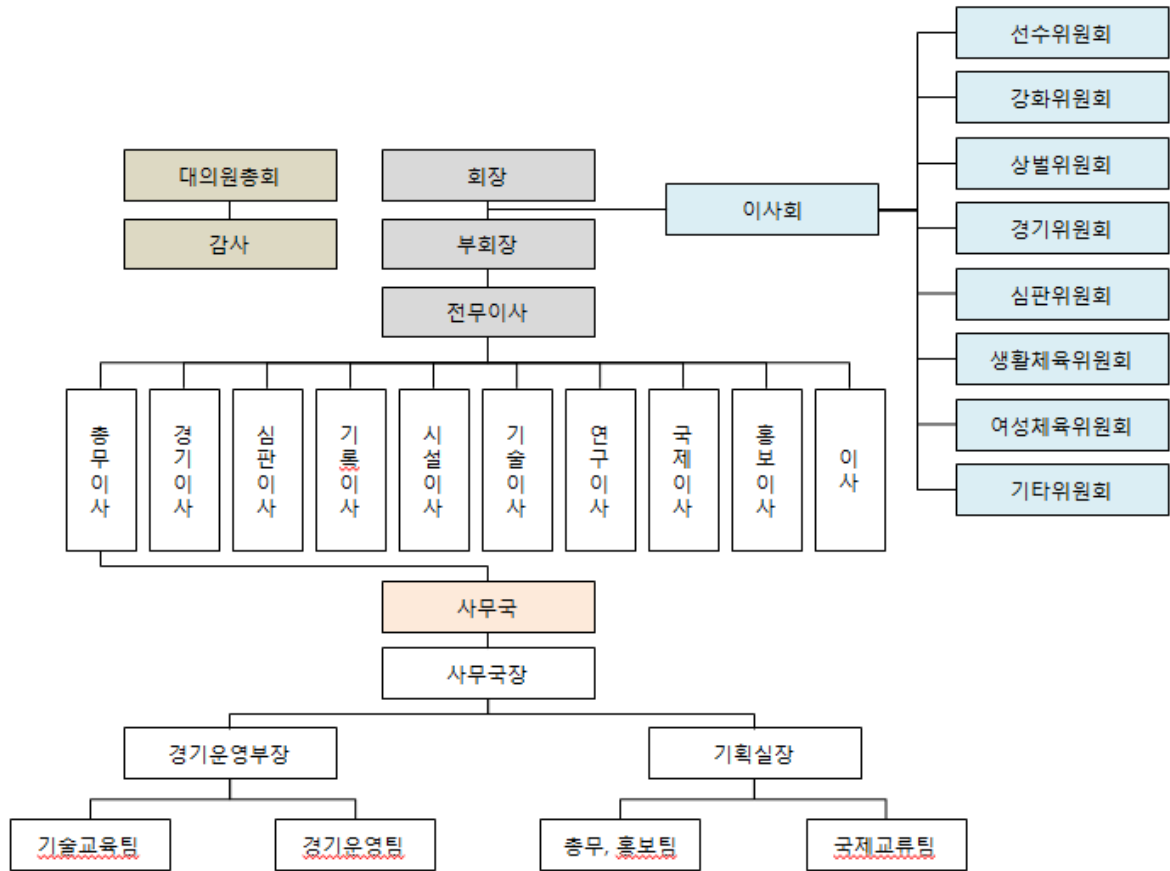 선수위원회
강화위원회
상벌위원회
경기위원회
심판위원회
생활체육위원회
여성체육위원회
기타위원회
대의원총회
감사
회장
이사회
부회장
전무이사
총무이사
경기이사
심판이사
기록이사
시설이사
기술이사
연구이사
국제이사
홍보이사
이사
사무국
사무국장
경기운영부장
기획실장
기술교육팀
경기운영팀
총무, 홍보팀
국제교류팀